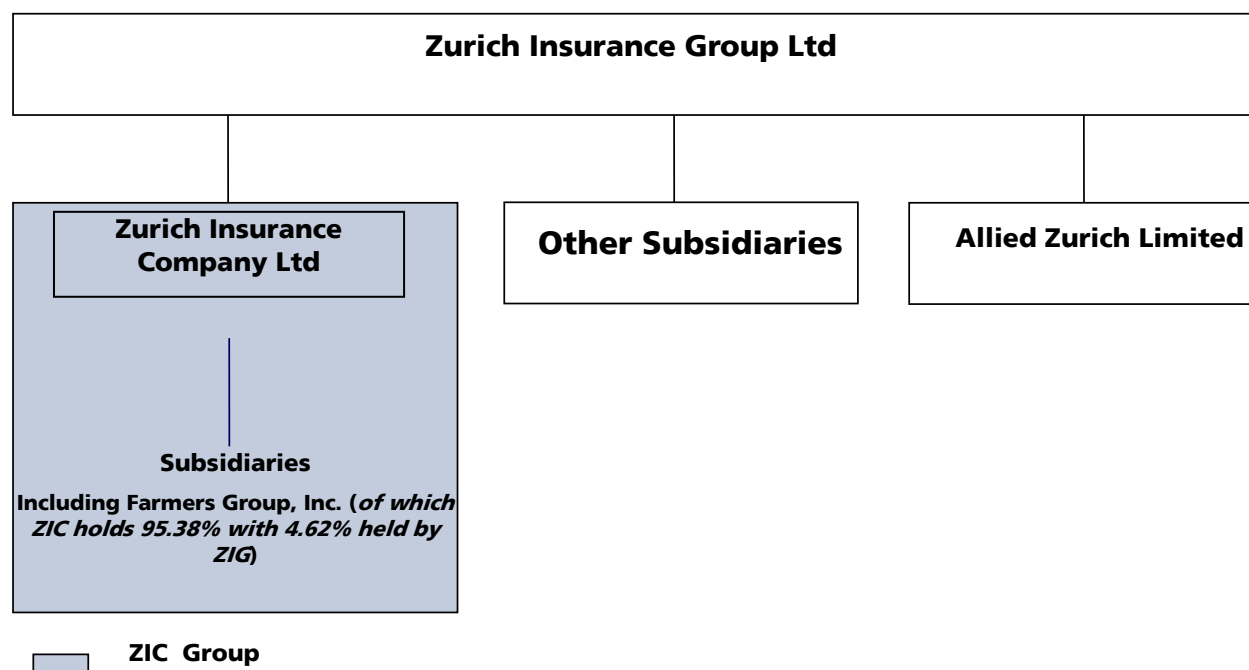 Zurich Insurance Group Ltd
Zurich Insurance
Company Ltd
Other Subsidiaries
Allied Zurich Limited
Subsidiaries
Including Farmers Group, Inc. (of which
ZIC holds 95.38% with 4.62% held by
ZIG)
ZIC Group